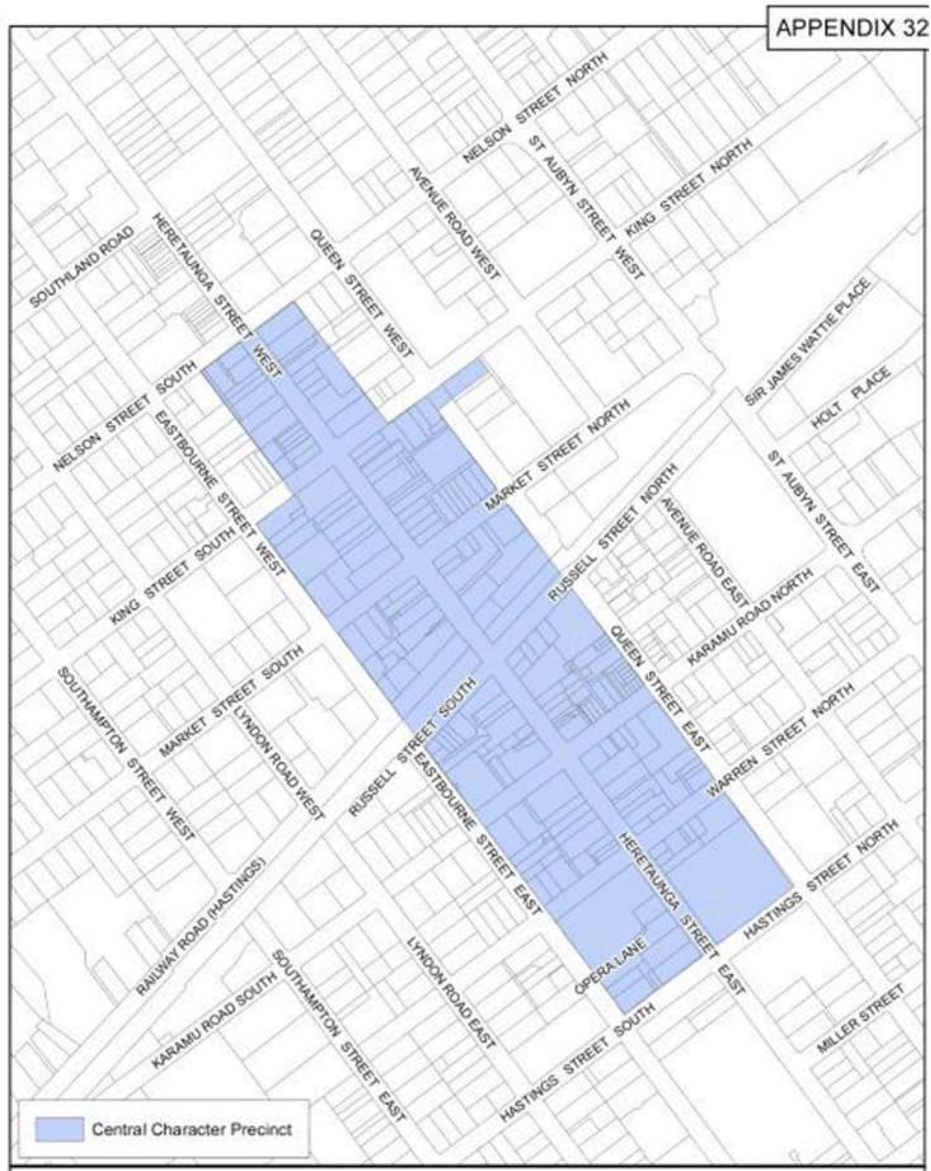 APPENDIX 32
NELSON STREET NORTH
ST AUBYN STREET WEST
KING STREET NORTH
AVENUE ROAD WEST
HERETAUNGA STREET WEST
QUEEN STREET WEST
SOUTHLAND ROAD
SIR JAMES WATTIE PLACE
HOLT PLACE
NELSON STREET SOUTH
EASTBOURNE STREET WEST
MARKET STREET NORTH
RUSSELL STREET NORTH
ST AUBYN STREET EAST
AVENUE ROAD EAST
KING STREET SOUTH
KARAMU ROAD NORTH
QUEEN STREET EAST
MARKET STREET SOUTH
SOUTHAMPTON STREET WEST
LYNDON ROAD WEST
RUSSELL STREET SOUTH
WARREN STREET NORTH
EASTBOURNE STREET EAST
HERETAUNGA STREET EAST
HASTINGS STREET NORTH
RAILWAY ROAD (HASTINGS)
OPERA LANE
LYNDON ROAD EAST
SOUTHAMPTON STREET EAST
KARAMU ROAD SOUTH
HASTINGS STREET SOUTH
MILLER STREET
Central Character Precinct